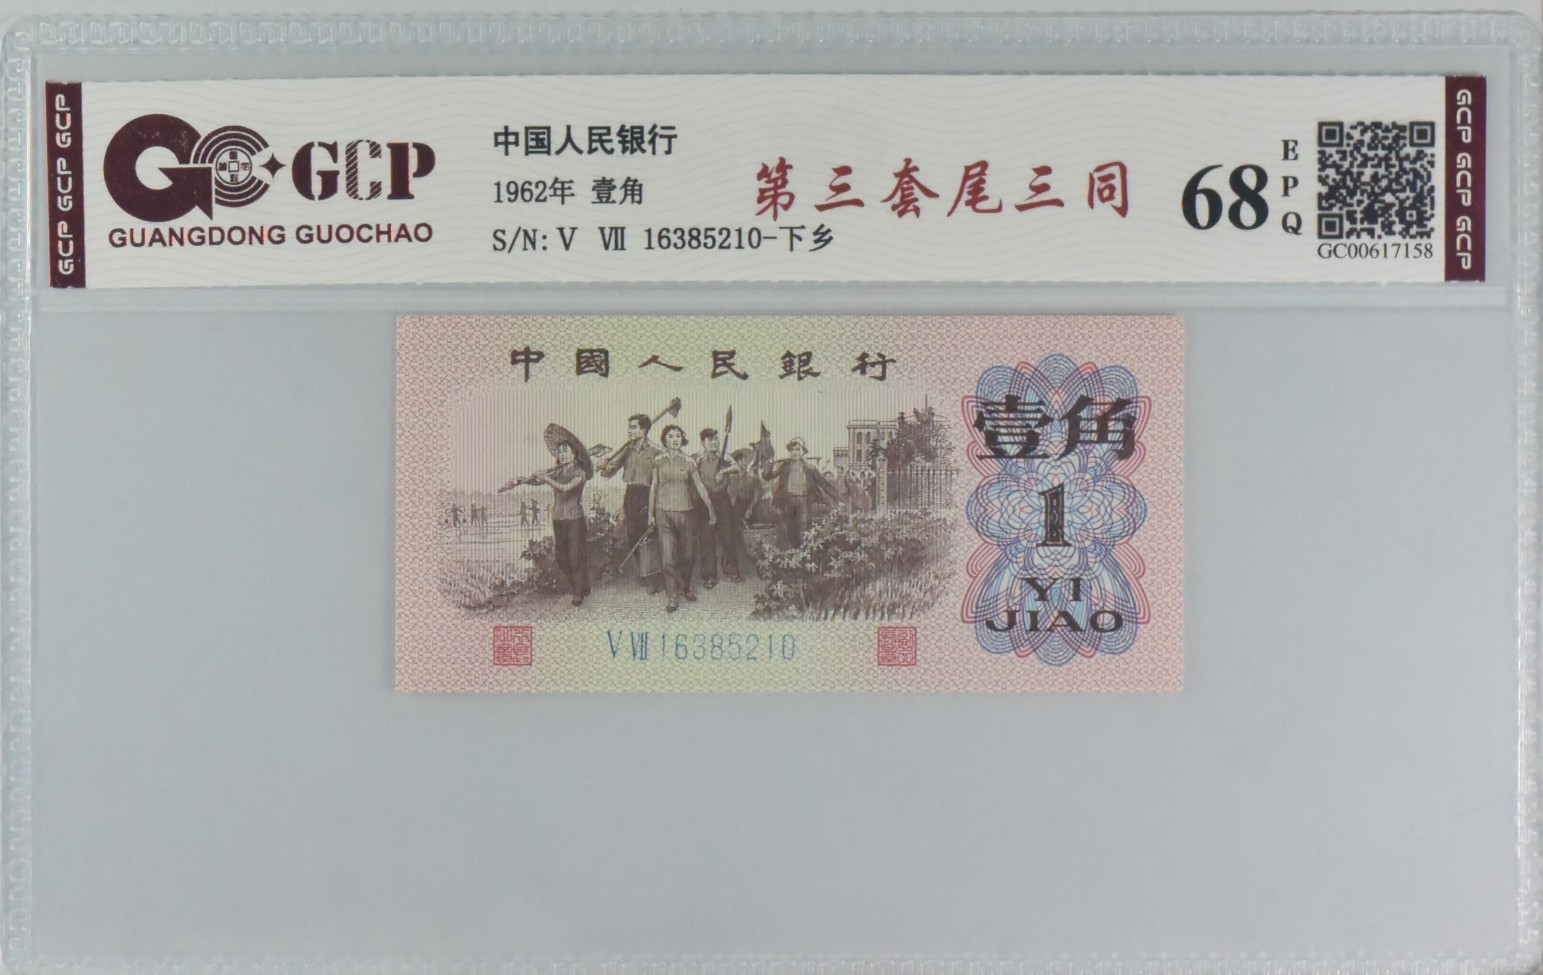 GCP GCP GCP
GCP
GUANGDONG GUOCHAO
中国人民银行
1962年 壹角
S/N: V Ⅶ 16385210-下乡
第三套尾三同
68
EPQ
GC00617158
GCP GCP GCP
中國人民銀行
壹角
1
YI
JIAO
V Ⅶ 16385210